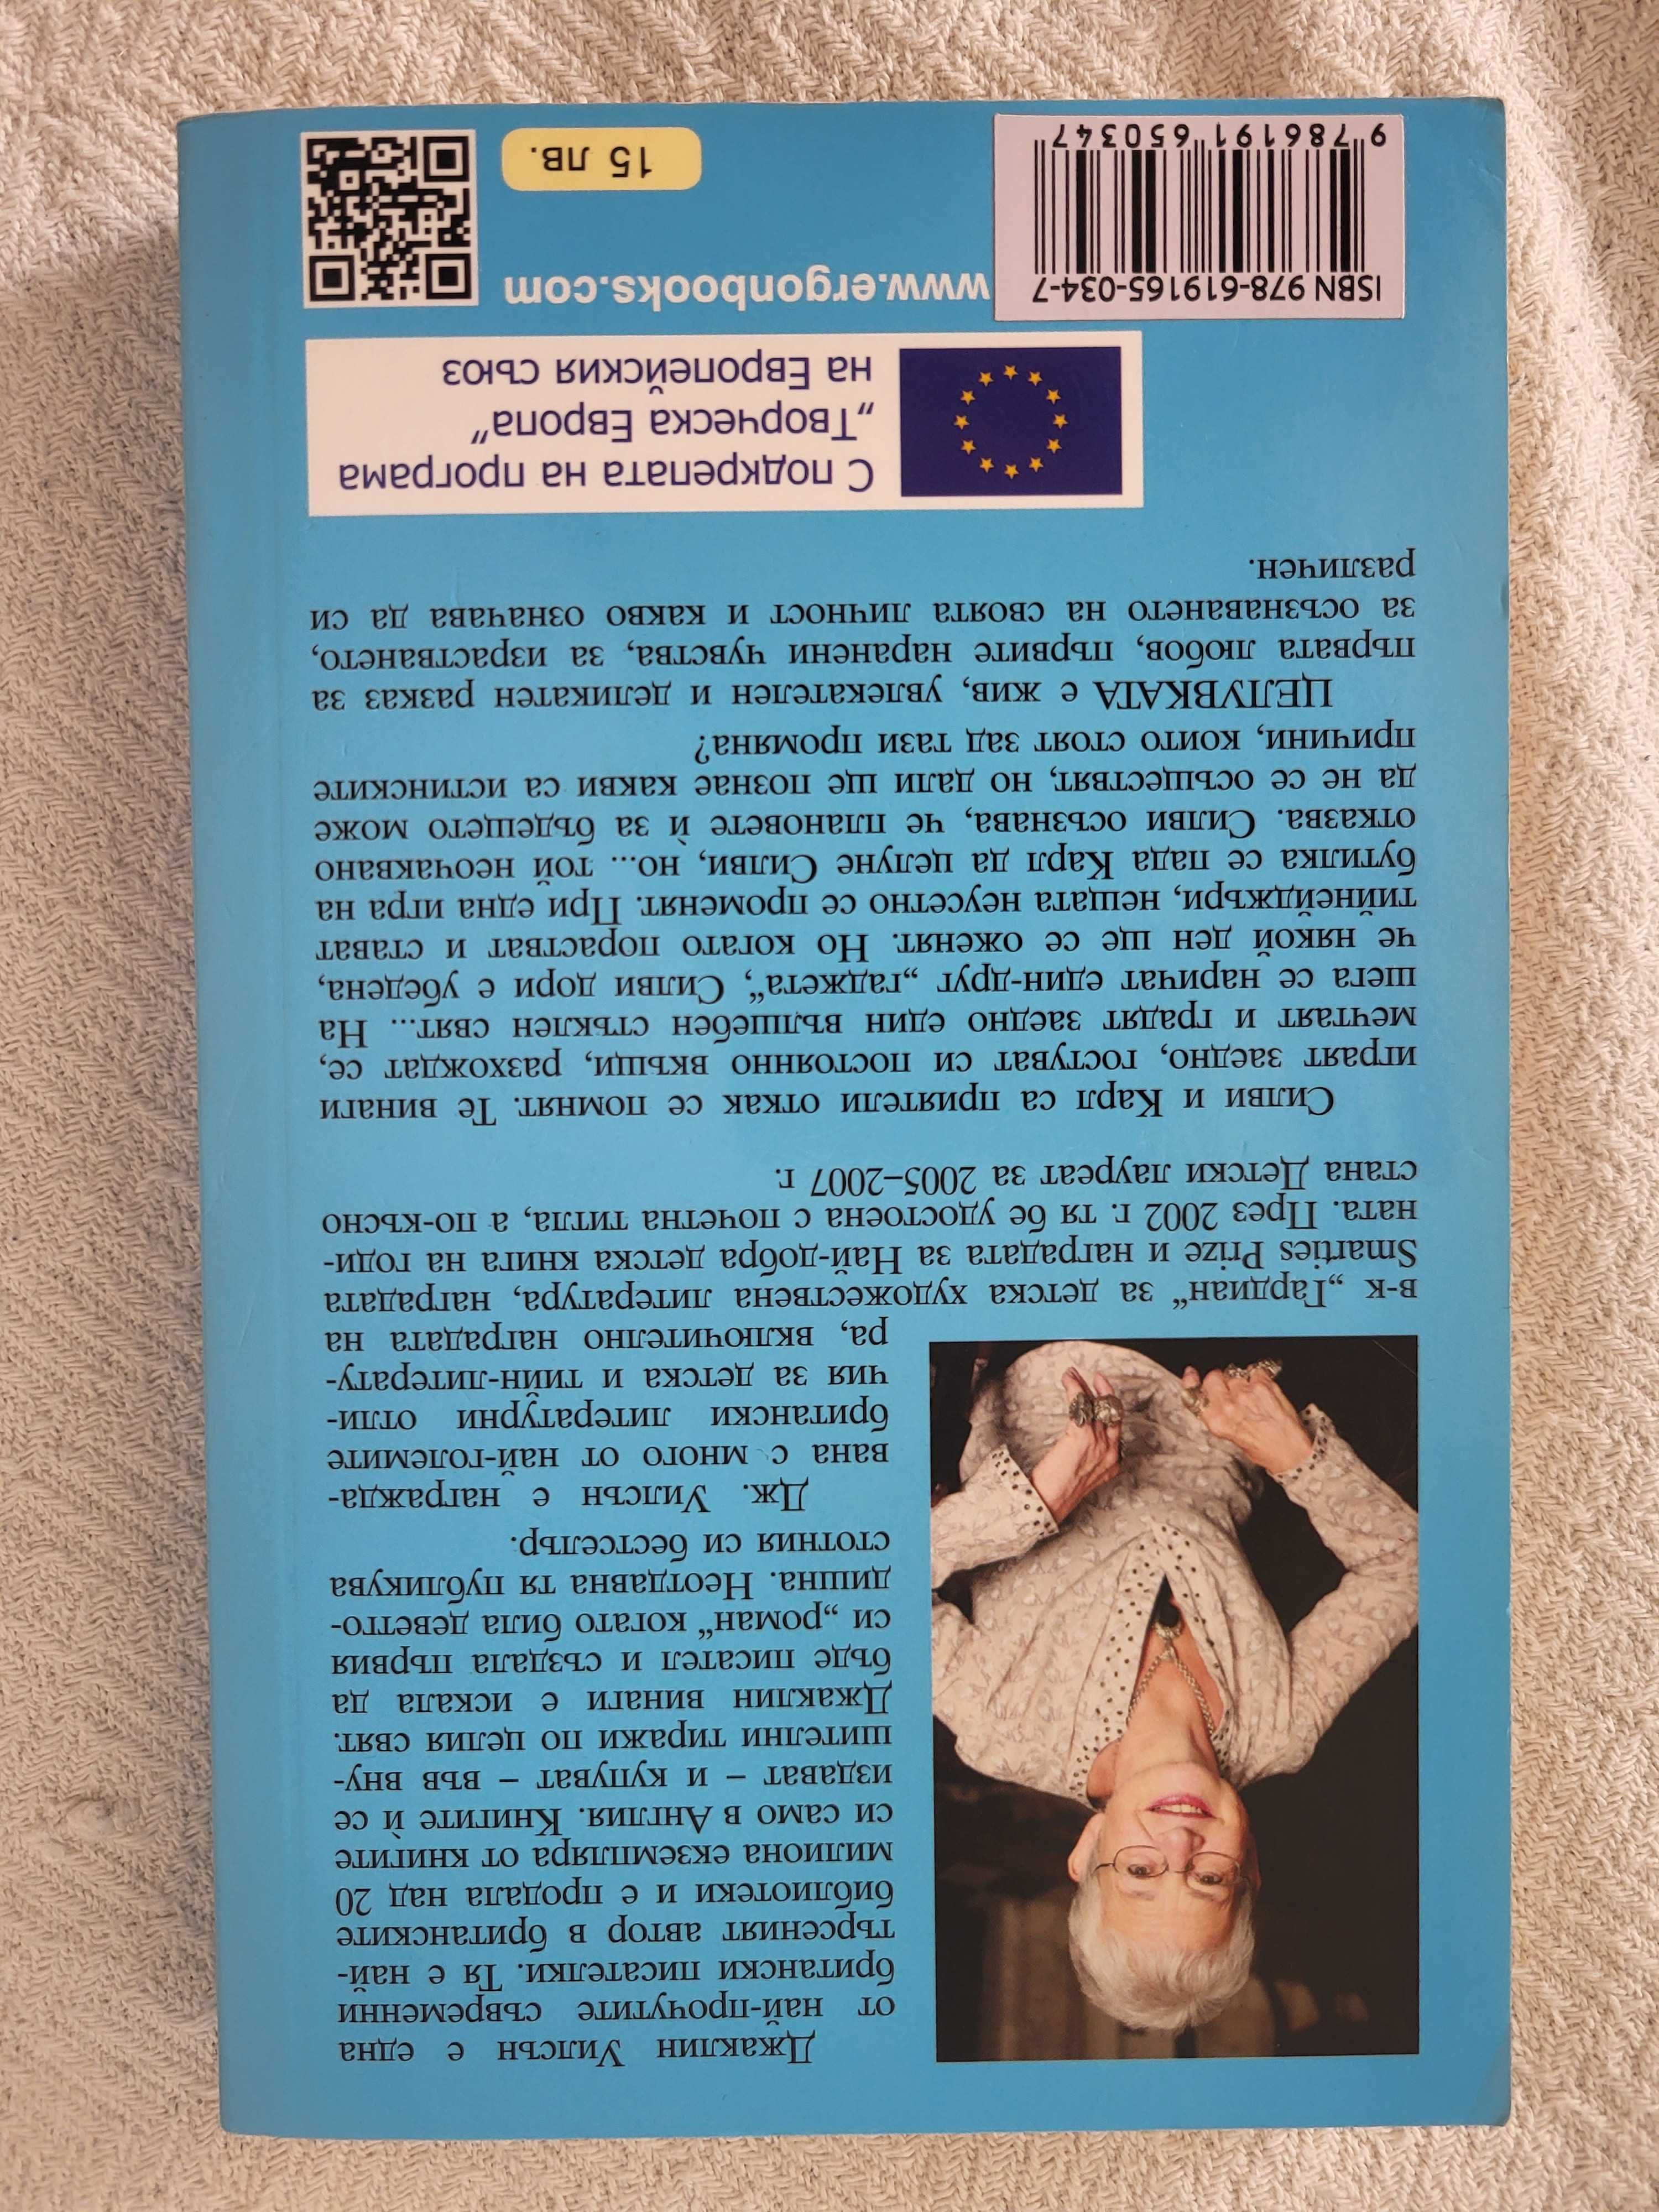 Джаклин Уилсън е една
от най-прочутите съвременни
британски писателки. Тя е най-
търсеният автор в британските
библиотеки и е продала над 20
милиона екземпляра от книгите
си само в Англия. Книгите ѝ се
издават – и купуват – във вну-
шителни тиражи по целия свят.
Джаклин винаги е искала да
бъде писател и създала първия
си „роман“ когато била деветго-
дишна. Неотдавна тя публикува
стотния си бестселър.
Дж. Уилсън е награжда-
вана с много от най-големите
британски литературни отли-
чия за детска и тийн-литерату-
ра, включително наградата на
в-к „Гардиан“ за детска художествена литература, наградата
Smarties Prize и наградата за Най-добра детска книга на годи-
ната. През 2002 г. тя бе удостоена с почетна титла, а по-късно
стана Детски лауреат за 2005–2007 г.
Силви и Карл са приятели откак се помнят. Те винаги
играят заедно, гостуват си постоянно вкъщи, разхождат се,
мечтаят и градят заедно един вълшебен стъклен свят... На
шега се наричат един-друг „гаджета“, Силви дори е убедена,
че някой ден ще се оженят. Но когато порастват и стават
тийнейджъри, нещата неусетно се променят. При една игра на
бутилка се пада Карл да целуне Силви, но... той неочаквано
отказва. Силви осъзнава, че плановете ѝ за бъдещето може
да не се осъществят, но дали ще познае какви са истинските
причини, които стоят зад тази промяна?
ЦЕЛУВКАТА е жив, увлекателен и деликатен разказ за
първата любов, първите наранени чувства, за израстването,
за осъзнаването на своята личност и какво означава да си
различен.
С подкрепата на програма
„Творческа Европа“
на Европейския съюз
ISBN 978-619165-034-7
9 786191 650347
www.ergonbooks.com
15 лв.